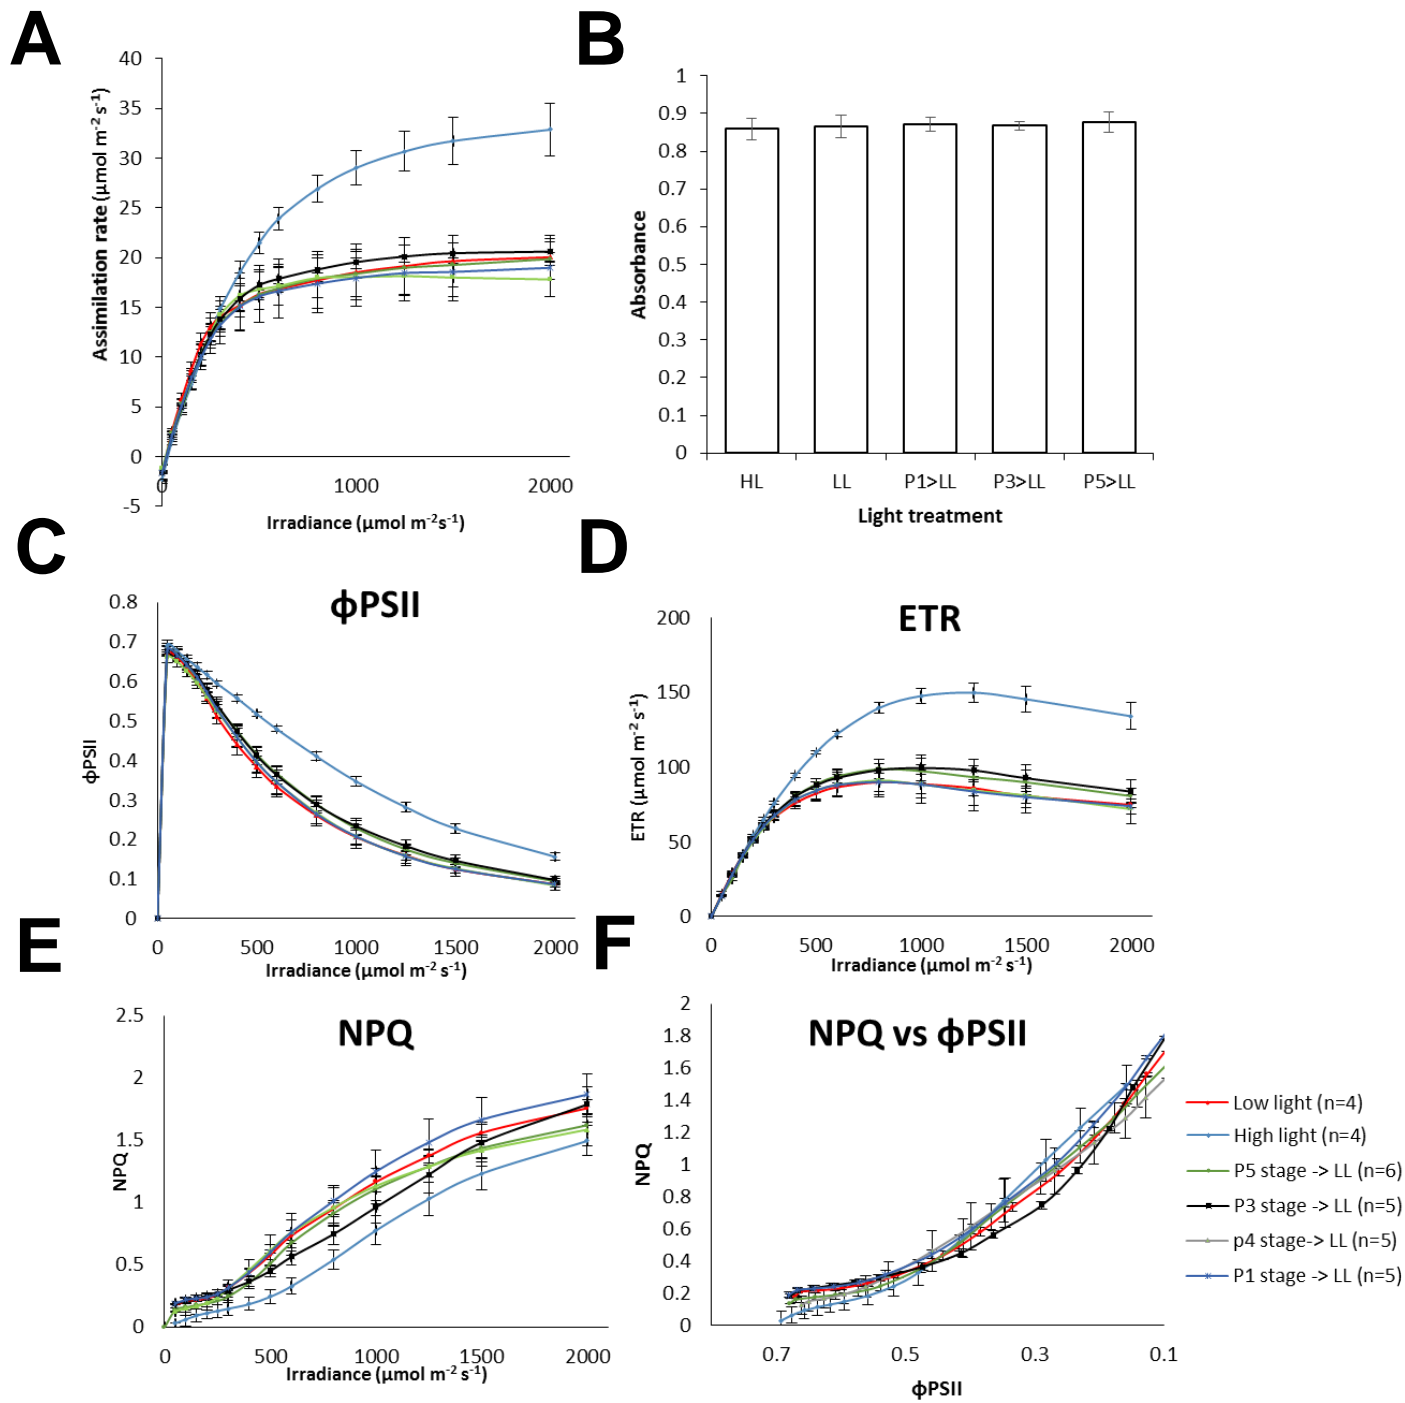 A
40
35
30
25
20
15
10
5
0
-5
Assimilation rate (µmol m⁻² s⁻¹)
0
1000
2000
Irradiance (µmol m⁻²s⁻¹)
B
1
0.9
0.8
0.7
0.6
0.5
0.4
0.3
0.2
0.1
0
Absorbance
HL
LL
P1>LL
P3>LL
P5>LL
Light treatment
C
ϕPSII
0.8
0.7
0.6
0.5
0.4
0.3
0.2
0.1
0
ϕPSII
0
500
1000
1500
2000
Irradiance (µmol m⁻² s⁻¹)
D
ETR
200
150
100
50
0
ETR (µmol m⁻² s⁻¹)
0
500
1000
1500
2000
Irradiance (µmol m⁻² s⁻¹)
E
NPQ
2.5
2
1.5
1
0.5
0
NPQ
0
500
1000
1500
2000
Irradiance (µmol m⁻² s⁻¹)
F
NPQ vs ϕPSII
2
1.8
1.6
1.4
1.2
1
0.8
0.6
0.4
0.2
0
NPQ
0.7
0.5
0.3
0.1
ϕPSII
Low light (n=4)
High light (n=4)
P5 stage -> LL (n=6)
P3 stage -> LL (n=5)
p4 stage-> LL (n=5)
P1 stage -> LL (n=5)